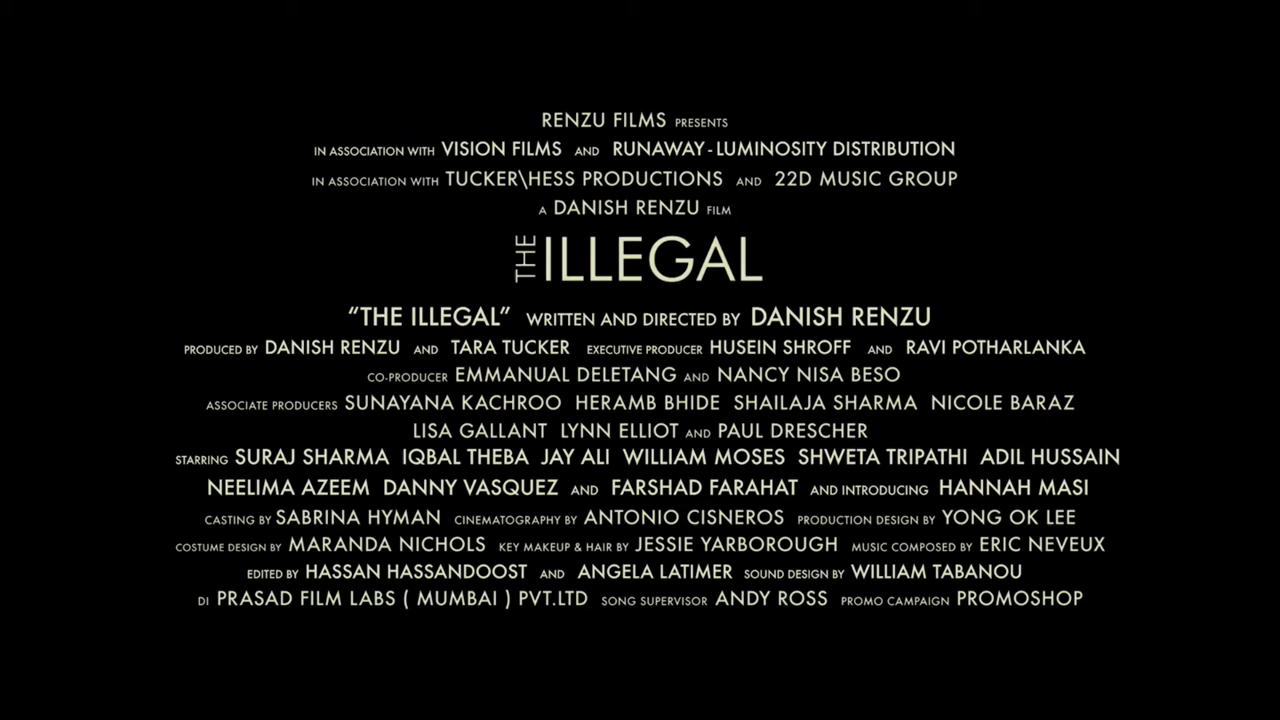 RENZU FILMS PRESENTS
IN ASSOCIATION WITH VISION FILMS AND RUNAWAY-LUMINOSITY DISTRIBUTION
IN ASSOCIATION WITH TUCKER\HESS PRODUCTIONS AND 22D MUSIC GROUP
A DANISH RENZU FILM
THE ILLEGAL
“THE ILLEGAL” WRITTEN AND DIRECTED BY DANISH RENZU
PRODUCED BY DANISH RENZU AND TARA TUCKER EXECUTIVE PRODUCER HUSEIN SHROFF AND RAVI POTHARLANKA
CO-PRODUCER EMMANUAL DELETANG AND NANCY NISA BESO
ASSOCIATE PRODUCERS SUNAYANA KACHROO HERAMB BHIDE SHAILAJA SHARMA NICOLE BARAZ
LISA GALLANT LYNN ELLIOT AND PAUL DRESCHER
STARRING SURAJ SHARMA IQBAL THEBA JAY ALI WILLIAM MOSES SHWETA TRIPATHI ADIL HUSSAIN
NEELIMA AZEEM DANNY VASQUEZ AND FARSHAD FARAHAT AND INTRODUCING HANNAH MASI
CASTING BY SABRINA HYMAN CINEMATOGRAPHY BY ANTONIO CISNEROS PRODUCTION DESIGN BY YONG OK LEE
COSTUME DESIGN BY MARANDA NICHOLS KEY MAKEUP & HAIR BY JESSIE YARBOROUGH MUSIC COMPOSED BY ERIC NEVEUX
EDITED BY HASSAN HASSANDOOST AND ANGELA LATIMER SOUND DESIGN BY WILLIAM TABANOU
DI PRASAD FILM LABS ( MUMBAI ) PVT.LTD SONG SUPERVISOR ANDY ROSS PROMO CAMPAIGN PROMOSHOP